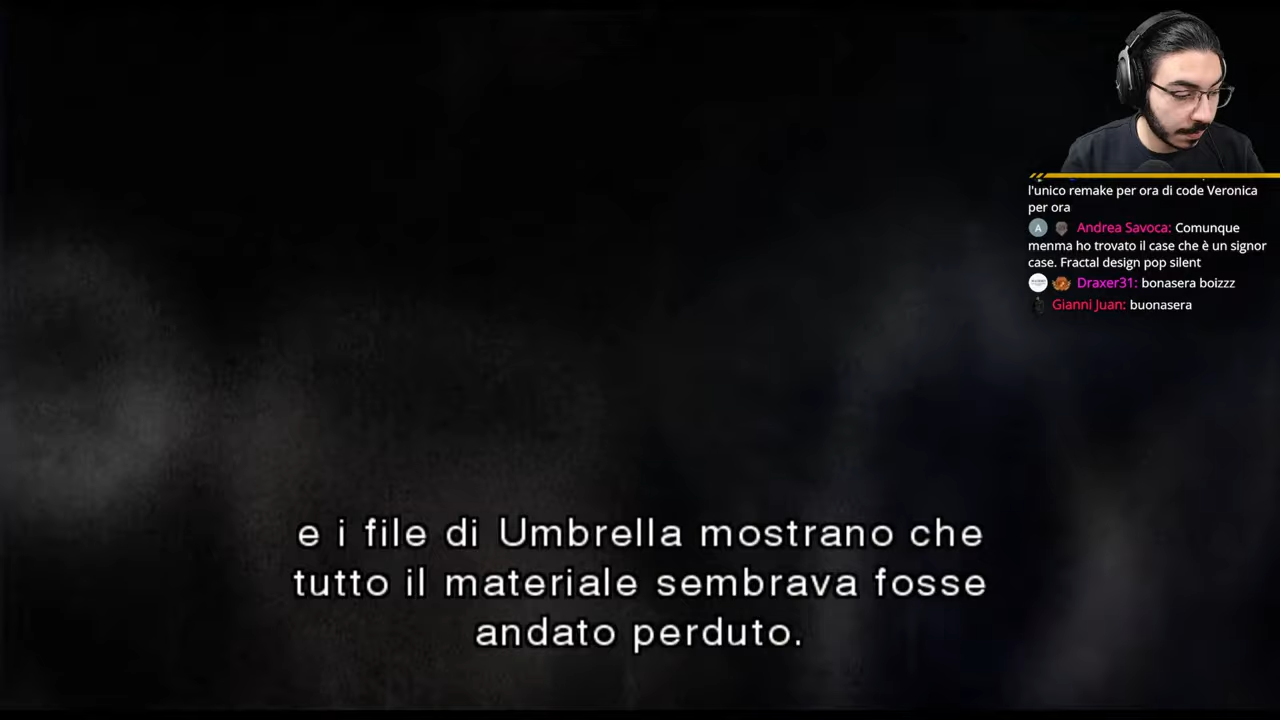 l'unico remake per ora di code Veronica
per ora
A Andrea Savoca: Comunque
menma ho trovato il case che è un signor
case. Fractal design pop silent
Draxer31: bonasera boizzz
Gianni Juan: buonasera
e i file di Umbrella mostrano che
tutto il materiale sembrava fosse
andato perduto.